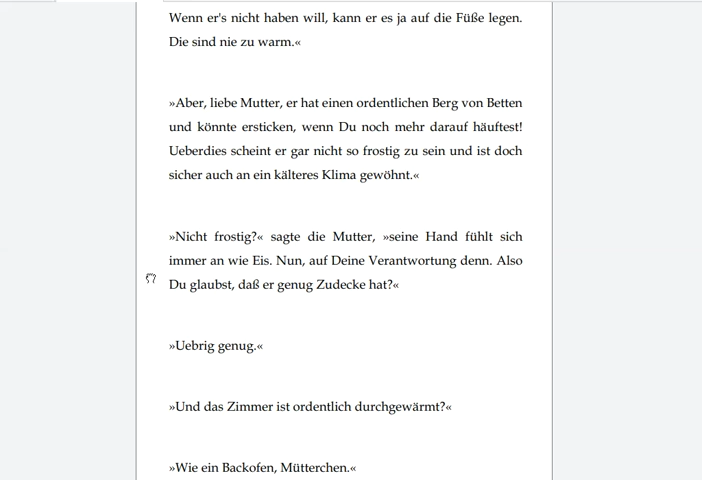 Wenn er's nicht haben will, kann er es ja auf die Füße legen.
Die sind nie zu warm.«
»Aber, liebe Mutter, er hat einen ordentlichen Berg von Betten
und könnte ersticken, wenn Du noch mehr darauf häuftest!
Ueberdies scheint er gar nicht so frostig zu sein und ist doch
sicher auch an ein kälteres Klima gewöhnt.«
»Nicht frostig?« sagte die Mutter, »seine Hand fühlt sich
immer an wie Eis. Nun, auf Deine Verantwortung denn. Also
Du glaubst, daß er genug Zudecke hat?«
»Uebrig genug.«
»Und das Zimmer ist ordentlich durchgewärmt?«
»Wie ein Backofen, Mütterchen.«